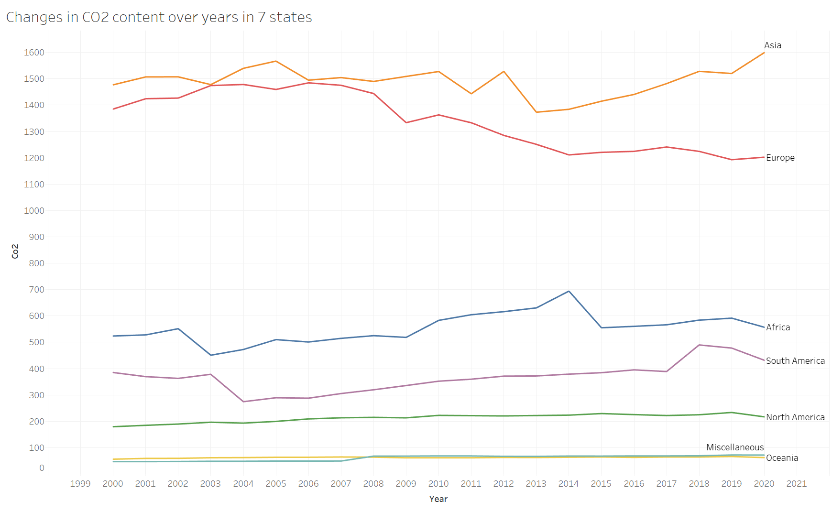 Changes in CO2 content over years in 7 states
1600
1500
1400
1300
1200
1100
1000
900
800
700
600
500
400
300
200
100
0
Co2
Asia
Europe
Africa
South America
North America
Miscellaneous
Oceania
1999 2000 2001 2002 2003 2004 2005 2006 2007 2008 2009 2010 2011 2012 2013 2014 2015 2016 2017 2018 2019 2020 2021
Year